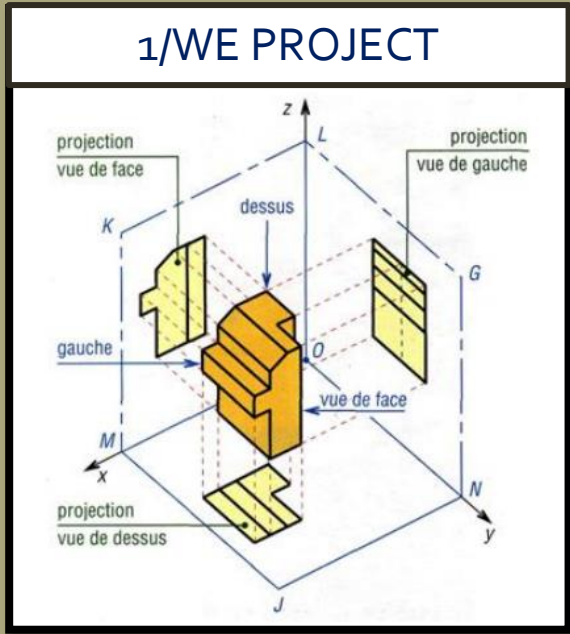 1/WE PROJECT
z
L
projection
vue de face
projection
vue de gauche
dessus
K
G
gauche
O
vue de face
M
x
N
y
projection
vue de dessus
J